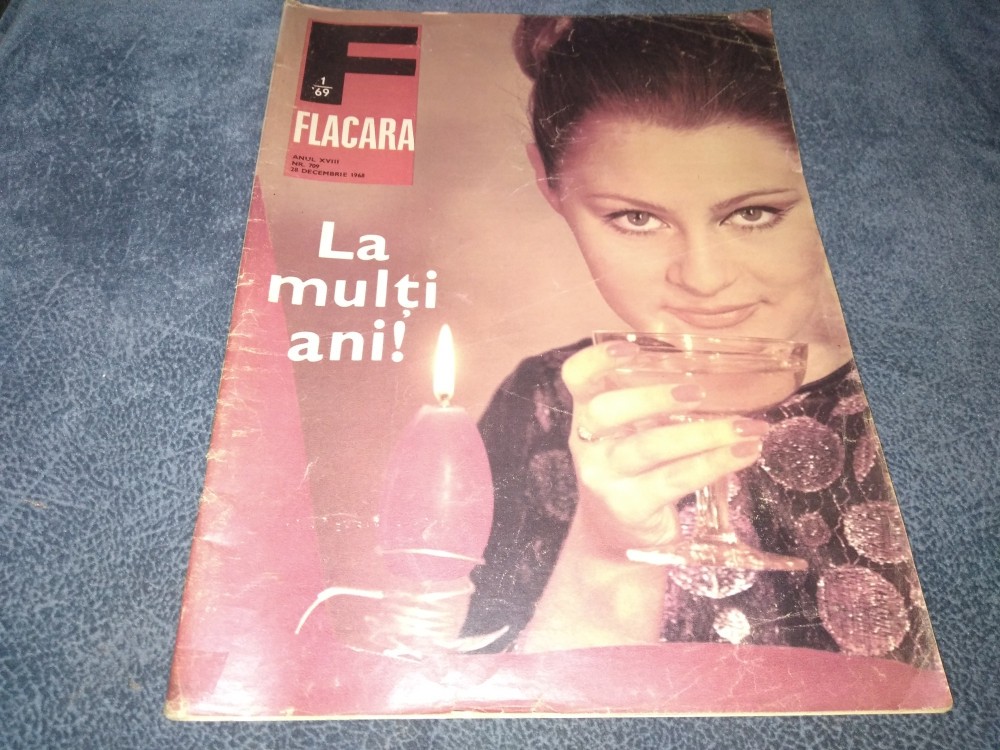 F
1
'69
FLACARA
ANUL XVIII
NR. 709
28 DECEMBRIE 1968
La
mulți
ani!